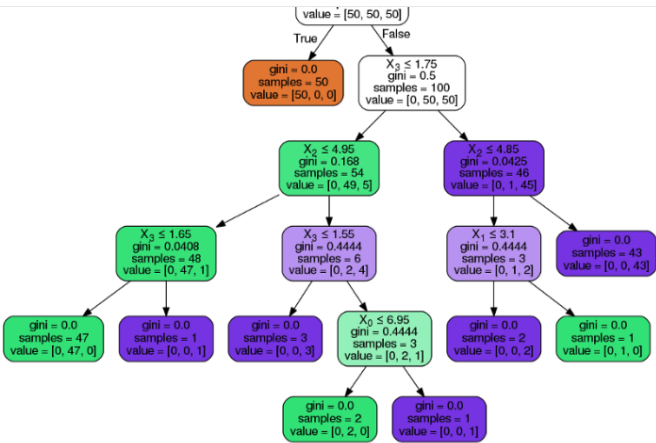 value = [50, 50, 50]
True
False
gini = 0.0
samples = 50
value = [50, 0, 0]
X3 ≤ 1.75
gini = 0.5
samples = 100
value = [0, 50, 50]
X2 ≤ 4.95
gini = 0.168
samples = 54
value = [0, 49, 5]
X2 ≤ 4.85
gini = 0.0425
samples = 46
value = [0, 1, 45]
X3 ≤ 1.65
gini = 0.0408
samples = 48
value = [0, 47, 1]
X3 ≤ 1.55
gini = 0.4444
samples = 6
value = [0, 2, 4]
X1 ≤ 3.1
gini = 0.4444
samples = 3
value = [0, 1, 2]
gini = 0.0
samples = 43
value = [0, 0, 43]
gini = 0.0
samples = 47
value = [0, 47, 0]
gini = 0.0
samples = 1
value = [0, 0, 1]
gini = 0.0
samples = 3
value = [0, 0, 3]
X0 ≤ 6.95
gini = 0.4444
samples = 3
value = [0, 2, 1]
gini = 0.0
samples = 2
value = [0, 0, 2]
gini = 0.0
samples = 1
value = [0, 1, 0]
gini = 0.0
samples = 2
value = [0, 2, 0]
gini = 0.0
samples = 1
value = [0, 0, 1]